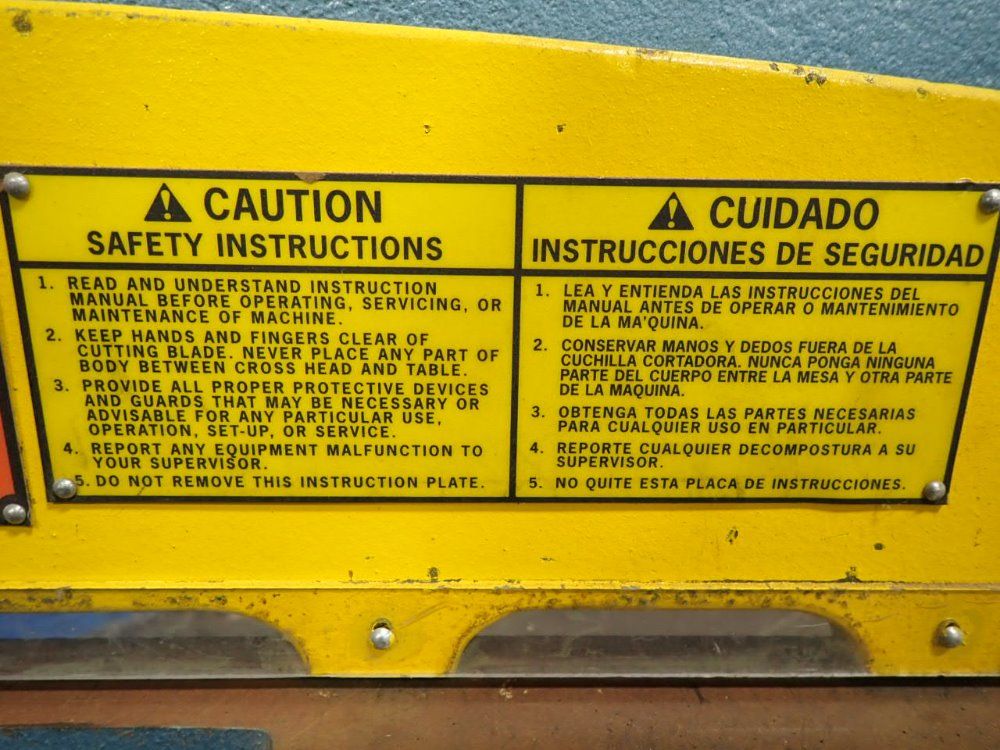 CAUTION
SAFETY INSTRUCTIONS
1. READ AND UNDERSTAND INSTRUCTION
MANUAL BEFORE OPERATING, SERVICING, OR
MAINTENANCE OF MACHINE.
2. KEEP HANDS AND FINGERS CLEAR OF
CUTTING BLADE. NEVER PLACE ANY PART OF
BODY BETWEEN CROSS HEAD AND TABLE.
3. PROVIDE ALL PROPER PROTECTIVE DEVICES
AND GUARDS THAT MAY BE NECESSARY OR
ADVISABLE FOR ANY PARTICULAR USE,
OPERATION, SET-UP, OR SERVICE.
4. REPORT ANY EQUIPMENT MALFUNCTION TO
YOUR SUPERVISOR.
5. DO NOT REMOVE THIS INSTRUCTION PLATE.
CUIDADO
INSTRUCCIONES DE SEGURIDAD
1. LEA Y ENTIENDA LAS INSTRUCCIONES DEL
MANUAL ANTES DE OPERAR O MANTENIMIENTO
DE LA MA'QUINA.
2. CONSERVAR MANOS Y DEDOS FUERA DE LA
CUCHILLA CORTADORA. NUNCA PONGA NINGUNA
PARTE DEL CUERPO ENTRE LA MESA Y OTRA PARTE
DE LA MAQUINA.
3. OBTENGA TODAS LAS PARTES NECESARIAS
PARA CUALQUIER USO EN PARTICULAR.
4. REPORTE CUALQUIER DECOMPOSTURA A SU
SUPERVISOR.
5. NO QUITE ESTA PLACA DE INSTRUCCIONES.